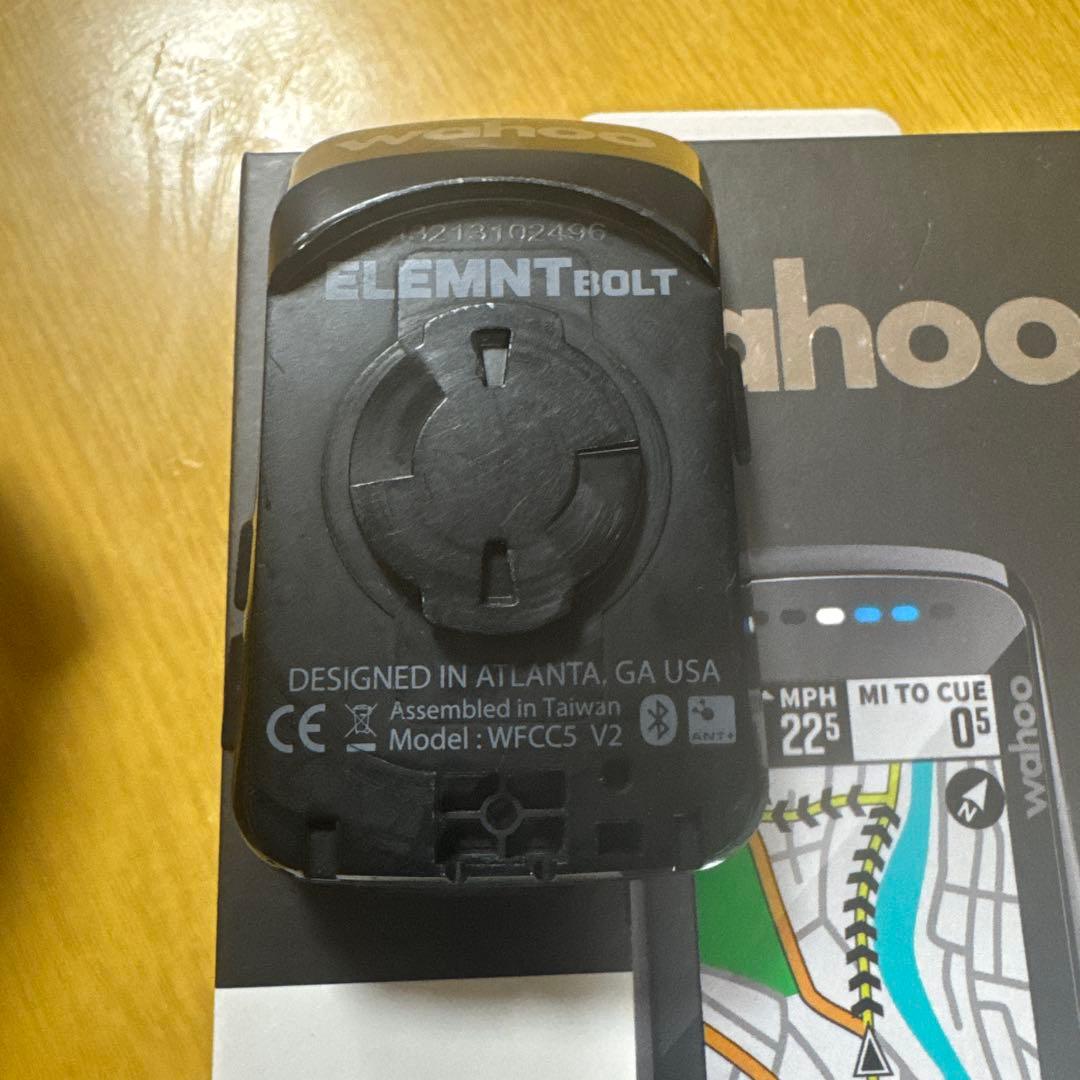 wahoo
3213102496
ELEMNT BOLT
DESIGNED IN ATLANTA, GA USA
CE
Assembled in Taiwan
Model : WFCC5 V2
ANT+
ahoo
MPH
MI TO CUE
22 5
0 5
N
wahoo